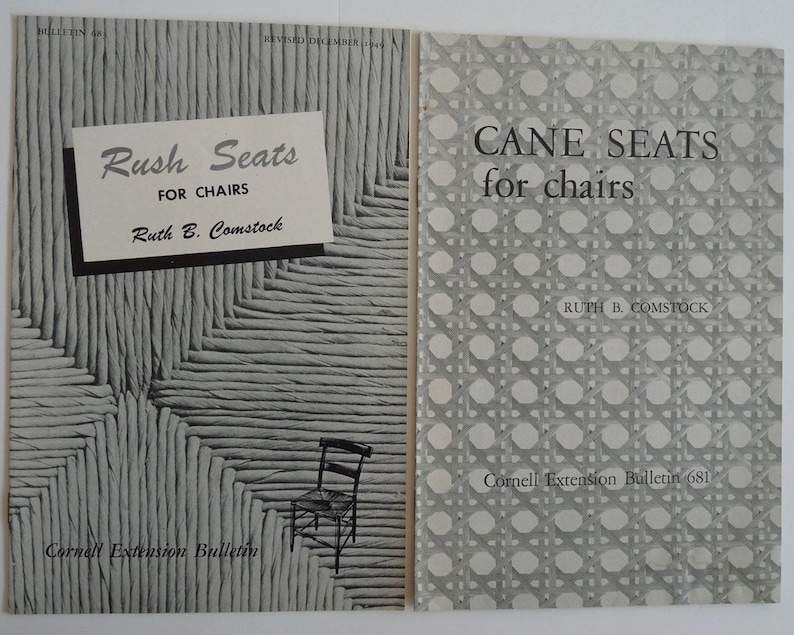 BULLETIN 683
REVISED DECEMBER 1949
Rush Seats
FOR CHAIRS
Ruth B. Comstock
Cornell Extension Bulletin
CANE SEATS
for chairs
RUTH B. COMSTOCK
Cornell Extension Bulletin 681